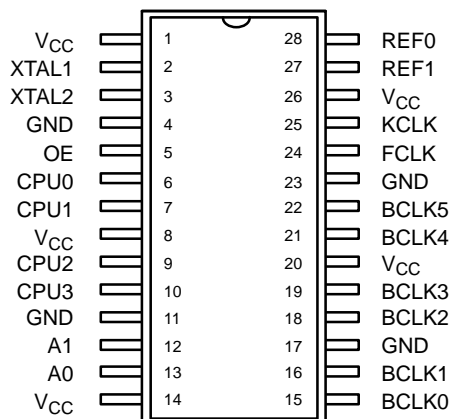 VCC 1 28 REF0
XTAL1 2 27 REF1
XTAL2 3 26 VCC
GND 4 25 KCLK
OE 5 24 FCLK
CPU0 6 23 GND
CPU1 7 22 BCLK5
VCC 8 21 BCLK4
CPU2 9 20 VCC
CPU3 10 19 BCLK3
GND 11 18 BCLK2
A1 12 17 GND
A0 13 16 BCLK1
VCC 14 15 BCLK0